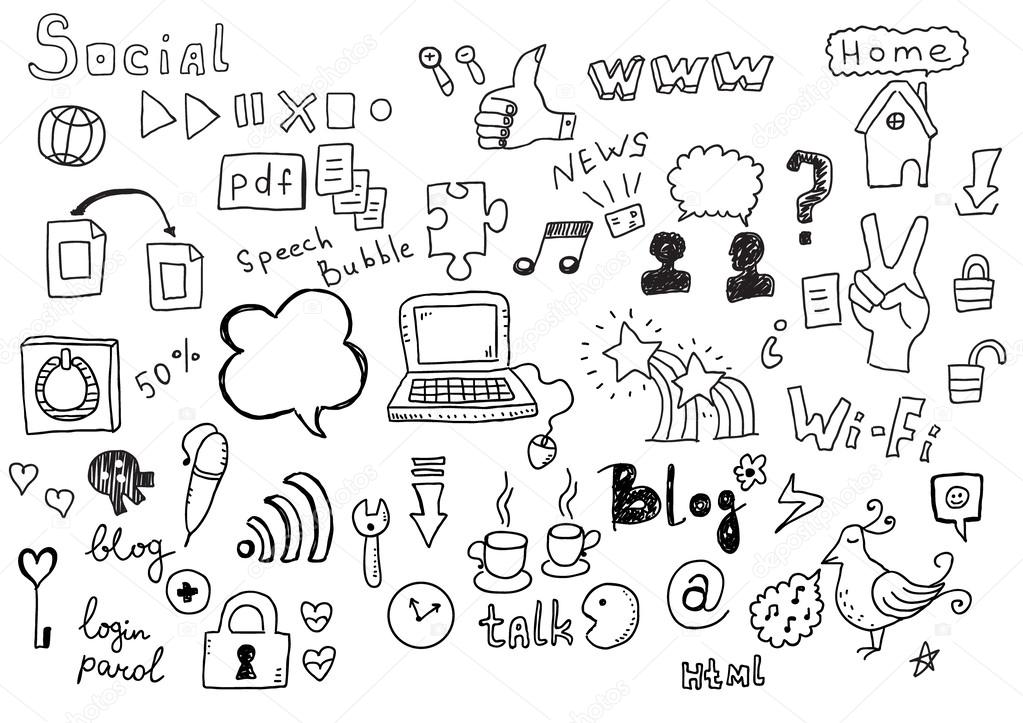 Social
www
Home
NEWS
pdf
?
Speech
Bubble
50%
i
Wi-Fi
Blog
blog
@
talk
login
parol
Html
depositphotos